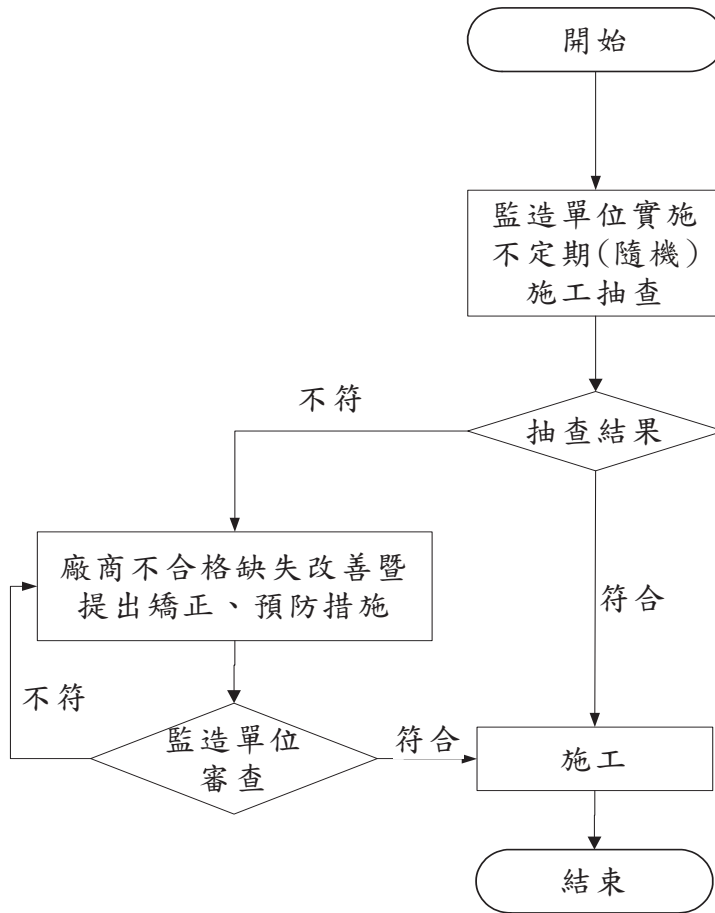 開始
監造單位實施
不定期(隨機)
施工抽查
抽查結果
不符
符合
廠商不合格缺失改善暨
提出矯正、預防措施
不符
監造單位
審查
符合
施工
結束